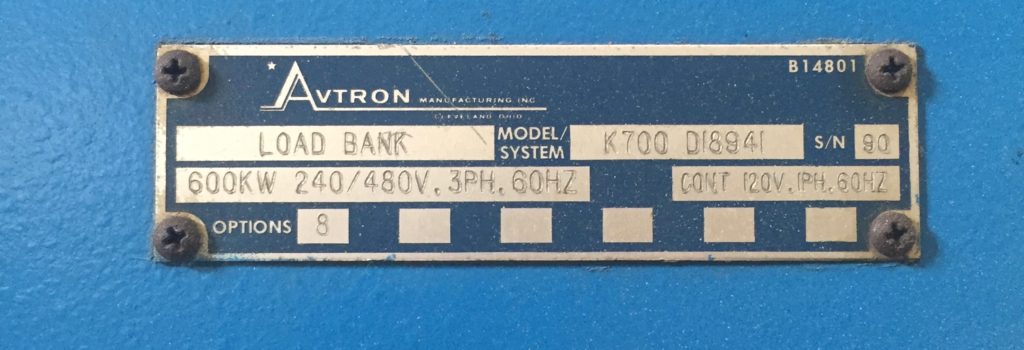 B14801
AVTRON MANUFACTURING INC
CLEVELAND OHIO
LOAD BANK MODEL/SYSTEM K700 D18941 S/N 90
600KW 240/480V, 3PH, 60HZ CONT 120V, 1PH, 60HZ
OPTIONS 8